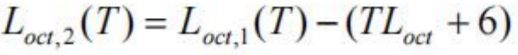 L_{oct,2}(T) = L_{oct,1}(T) − (TL_{oct} + 6)